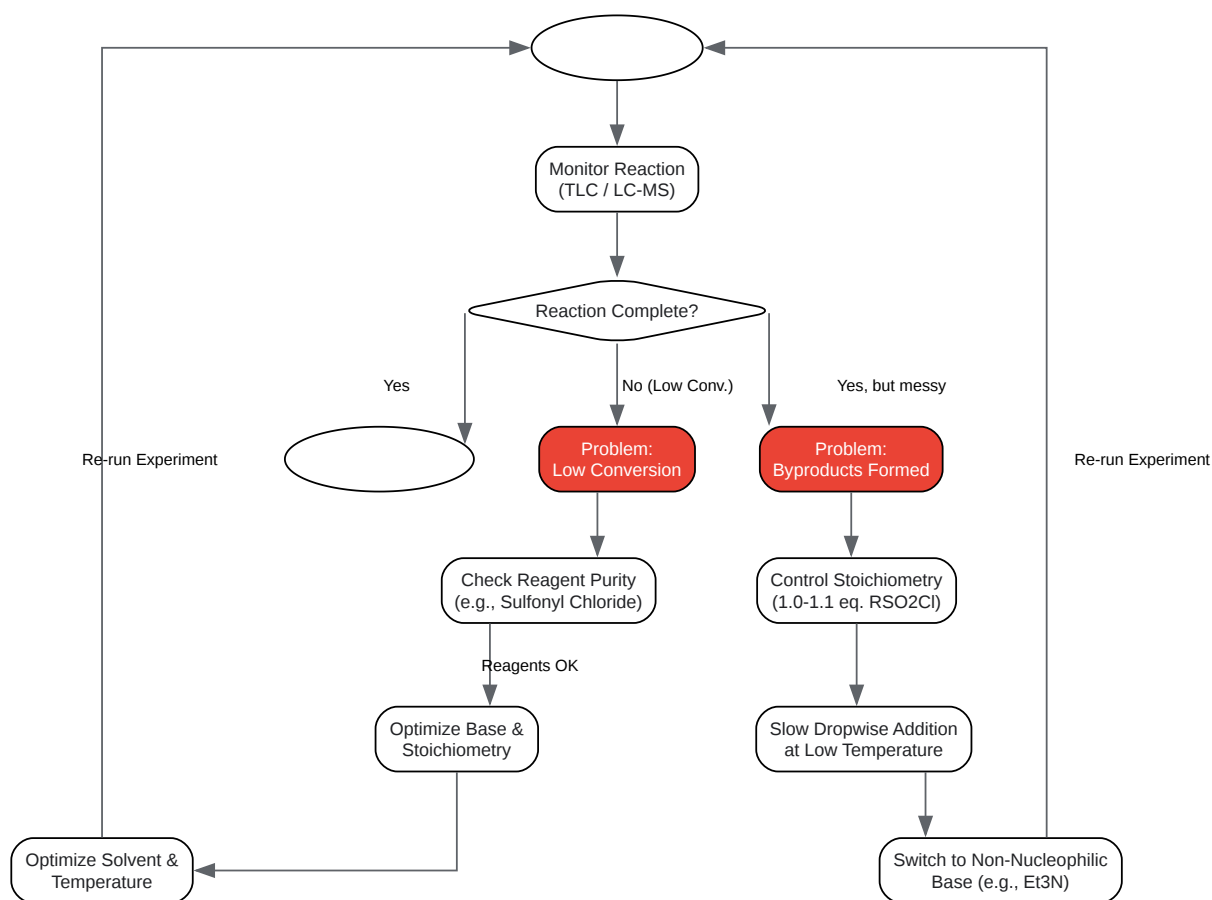 Monitor Reaction
(TLC / LC-MS)
Reaction Complete?
Yes
No (Low Conv.)
Yes, but messy
Re-run Experiment
Problem:
Low Conversion
Problem:
Byproducts Formed
Re-run Experiment
Check Reagent Purity
(e.g., Sulfonyl Chloride)
Control Stoichiometry
(1.0-1.1 eq. RSO2Cl)
Reagents OK
Optimize Base &
Stoichiometry
Slow Dropwise Addition
at Low Temperature
Optimize Solvent &
Temperature
Switch to Non-Nucleophilic
Base (e.g., Et3N)